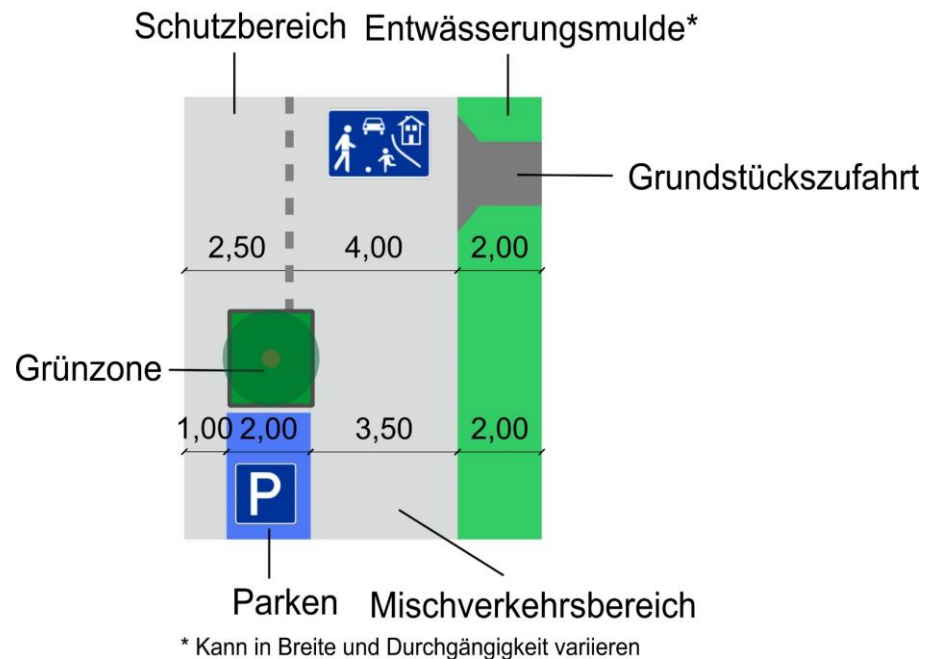 Schutzbereich Entwässerungsmulde*
Grundstückszufahrt
2,50 4,00 2,00
Grünzone
1,00 2,00 3,50 2,00
P
Parken Mischverkehrsbereich
* Kann in Breite und Durchgängigkeit variieren